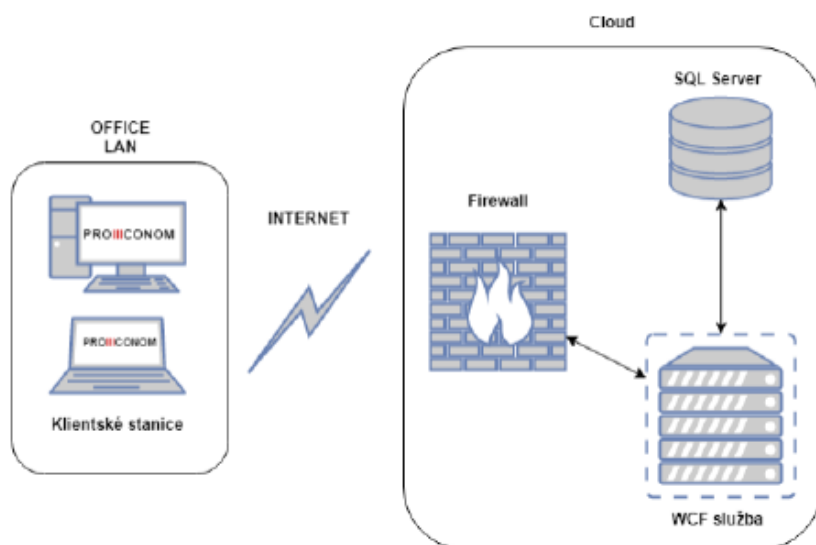 Cloud
SQL Server
OFFICE
LAN
Firewall
INTERNET
PROIIICONOM
PROIIICONOM
Klientské stanice
WCF služba